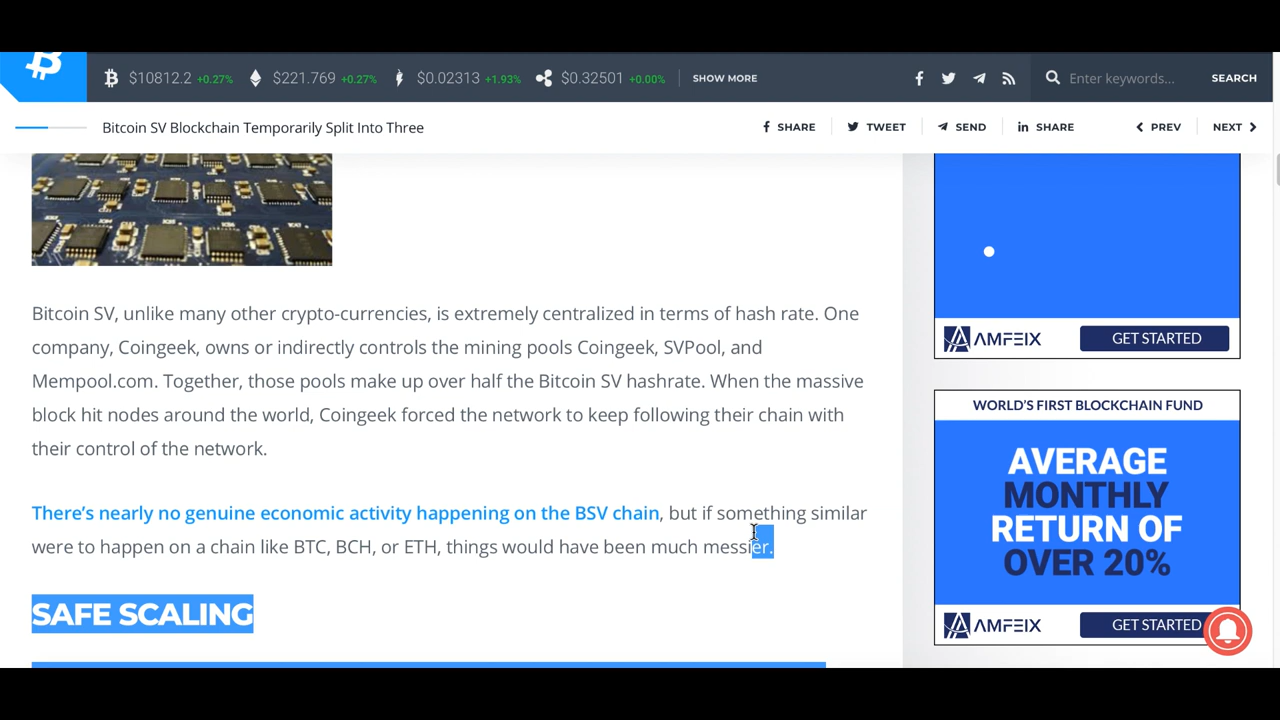 $10812.2 +0.27% $221.769 +0.27% $0.02313 +1.93% $0.32501 +0.00% SHOW MORE Enter keywords... SEARCH
Bitcoin SV Blockchain Temporarily Split Into Three SHARE TWEET SEND SHARE PREV NEXT
Bitcoin SV, unlike many other crypto-currencies, is extremely centralized in terms of hash rate. One
company, Coingeek, owns or indirectly controls the mining pools Coingeek, SVPool, and
Mempool.com. Together, those pools make up over half the Bitcoin SV hashrate. When the massive
block hit nodes around the world, Coingeek forced the network to keep following their chain with
their control of the network.
There's nearly no genuine economic activity happening on the BSV chain, but if something similar
were to happen on a chain like BTC, BCH, or ETH, things would have been much messier.
SAFE SCALING
AMFEIX GET STARTED
WORLD'S FIRST BLOCKCHAIN FUND
AVERAGE
MONTHLY
RETURN OF
OVER 20%
AMFEIX GET STARTED